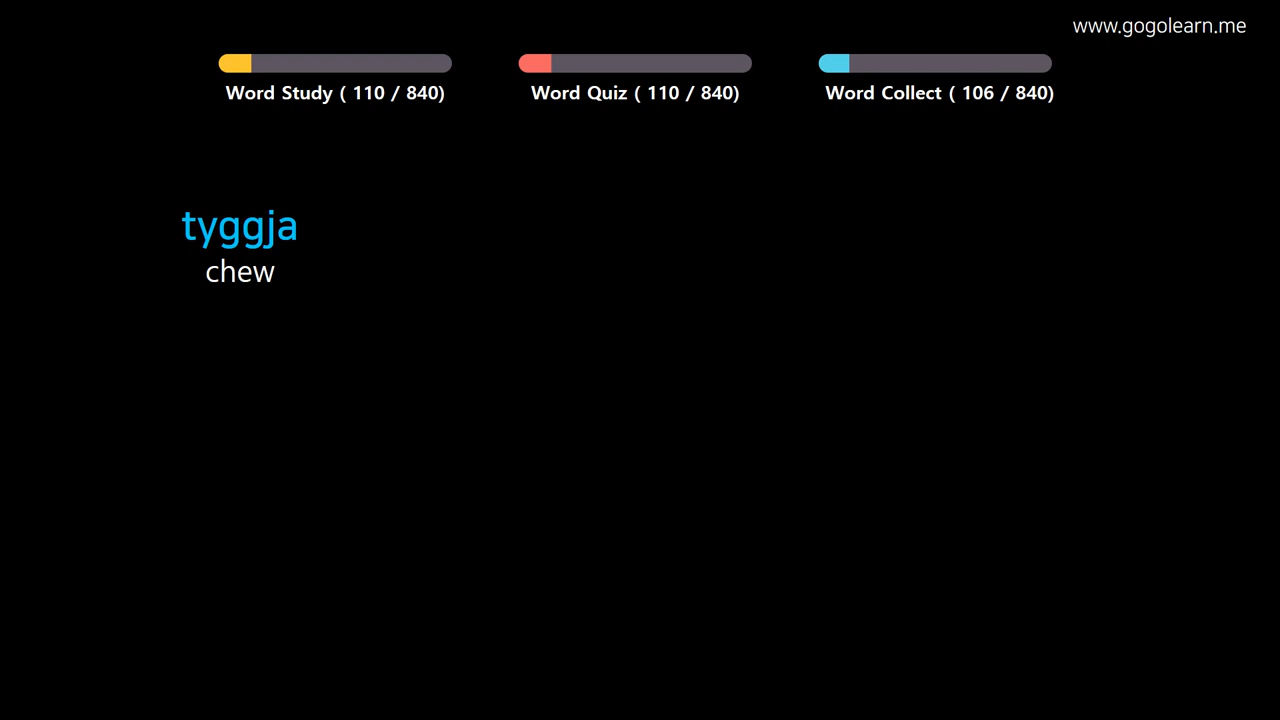 www.gogolearn.me
Word Study ( 110 / 840)
Word Quiz ( 110 / 840)
Word Collect ( 106 / 840)
tyggja
chew